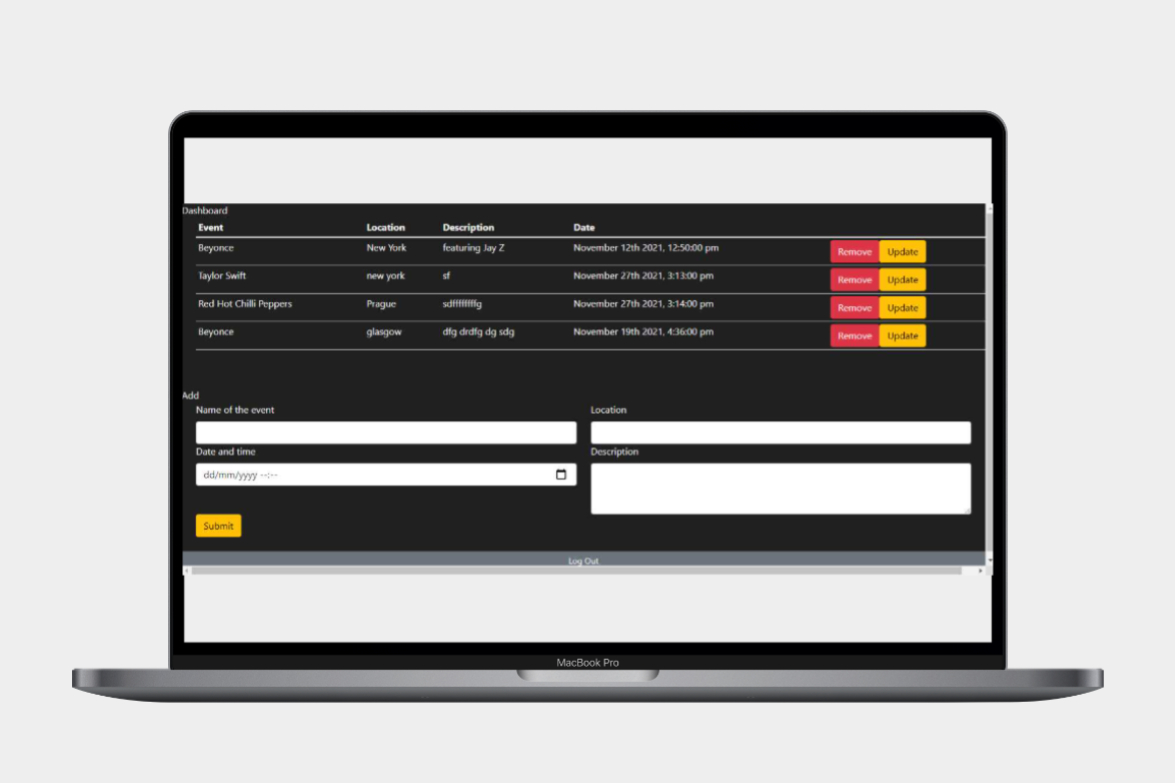 Dashboard
Event Location Description Date
Beyonce New York featuring Jay Z November 12th 2021, 12:50:00 pm Remove Update
Taylor Swift new york sf November 27th 2021, 3:13:00 pm Remove Update
Red Hot Chilli Peppers Prague November 27th 2021, 3:14:00 pm Remove Update
Beyonce glasgow dfg drdfg dg sdg November 19th 2021, 4:36:00 pm Remove Update
Add
Name of the event Location
Date and time Description
dd/mm/yyyy --:--
Submit
Log Out
MacBook Pro